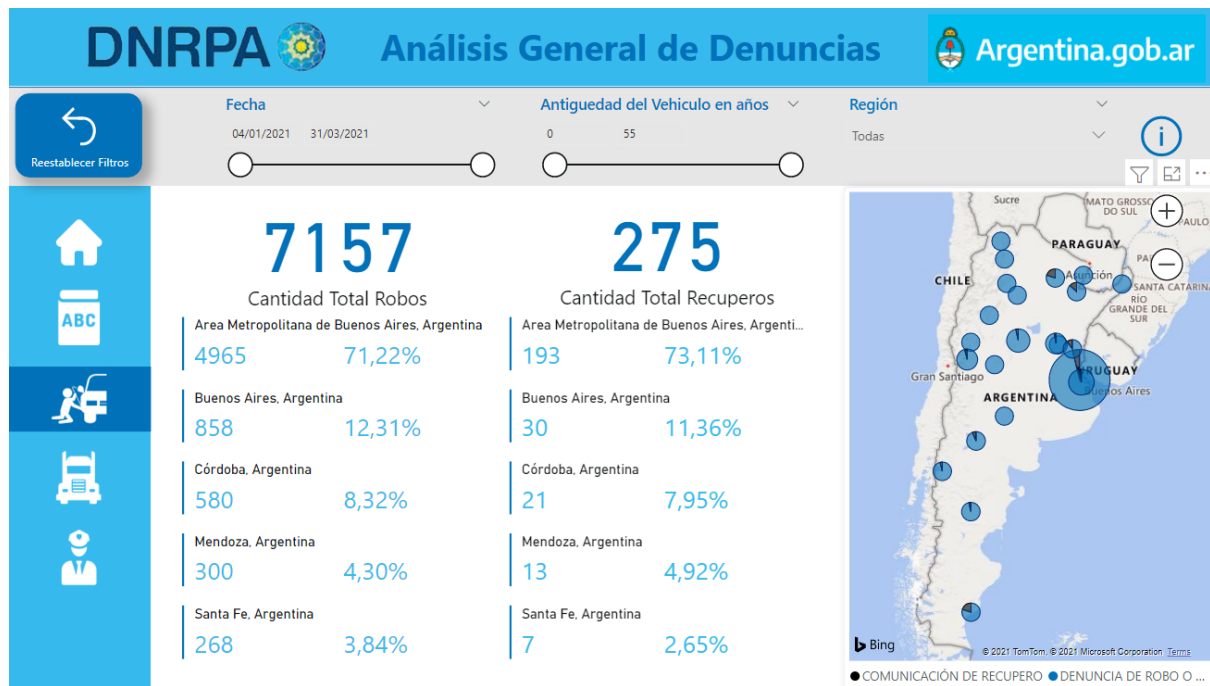 DNRPA
Análisis General de Denuncias
Argentina.gob.ar
Reestablecer Filtros
Fecha
04/01/2021 31/03/2021
Antiguedad del Vehiculo en años
0 55
Región
Todas
i
ABC
7157
Cantidad Total Robos
Area Metropolitana de Buenos Aires, Argentina
4965 71,22%
Buenos Aires, Argentina
858 12,31%
Córdoba, Argentina
580 8,32%
Mendoza, Argentina
300 4,30%
Santa Fe, Argentina
268 3,84%
275
Cantidad Total Recuperos
Area Metropolitana de Buenos Aires, Argenti...
193 73,11%
Buenos Aires, Argentina
30 11,36%
Córdoba, Argentina
21 7,95%
Mendoza, Argentina
13 4,92%
Santa Fe, Argentina
7 2,65%
Sucre
MATO GROSSO
DO SUL
PAULO
PARAGUAY
Asunción
PA
CHILE
SANTA CATARINA
RÍO
GRANDE DEL
SUR
Gran Santiago
URUGUAY
Buenos Aires
ARGENTINA
Bing
© 2021 TomTom, © 2021 Microsoft Corporation Terms
COMUNICACIÓN DE RECUPERO DENUNCIA DE ROBO O ...